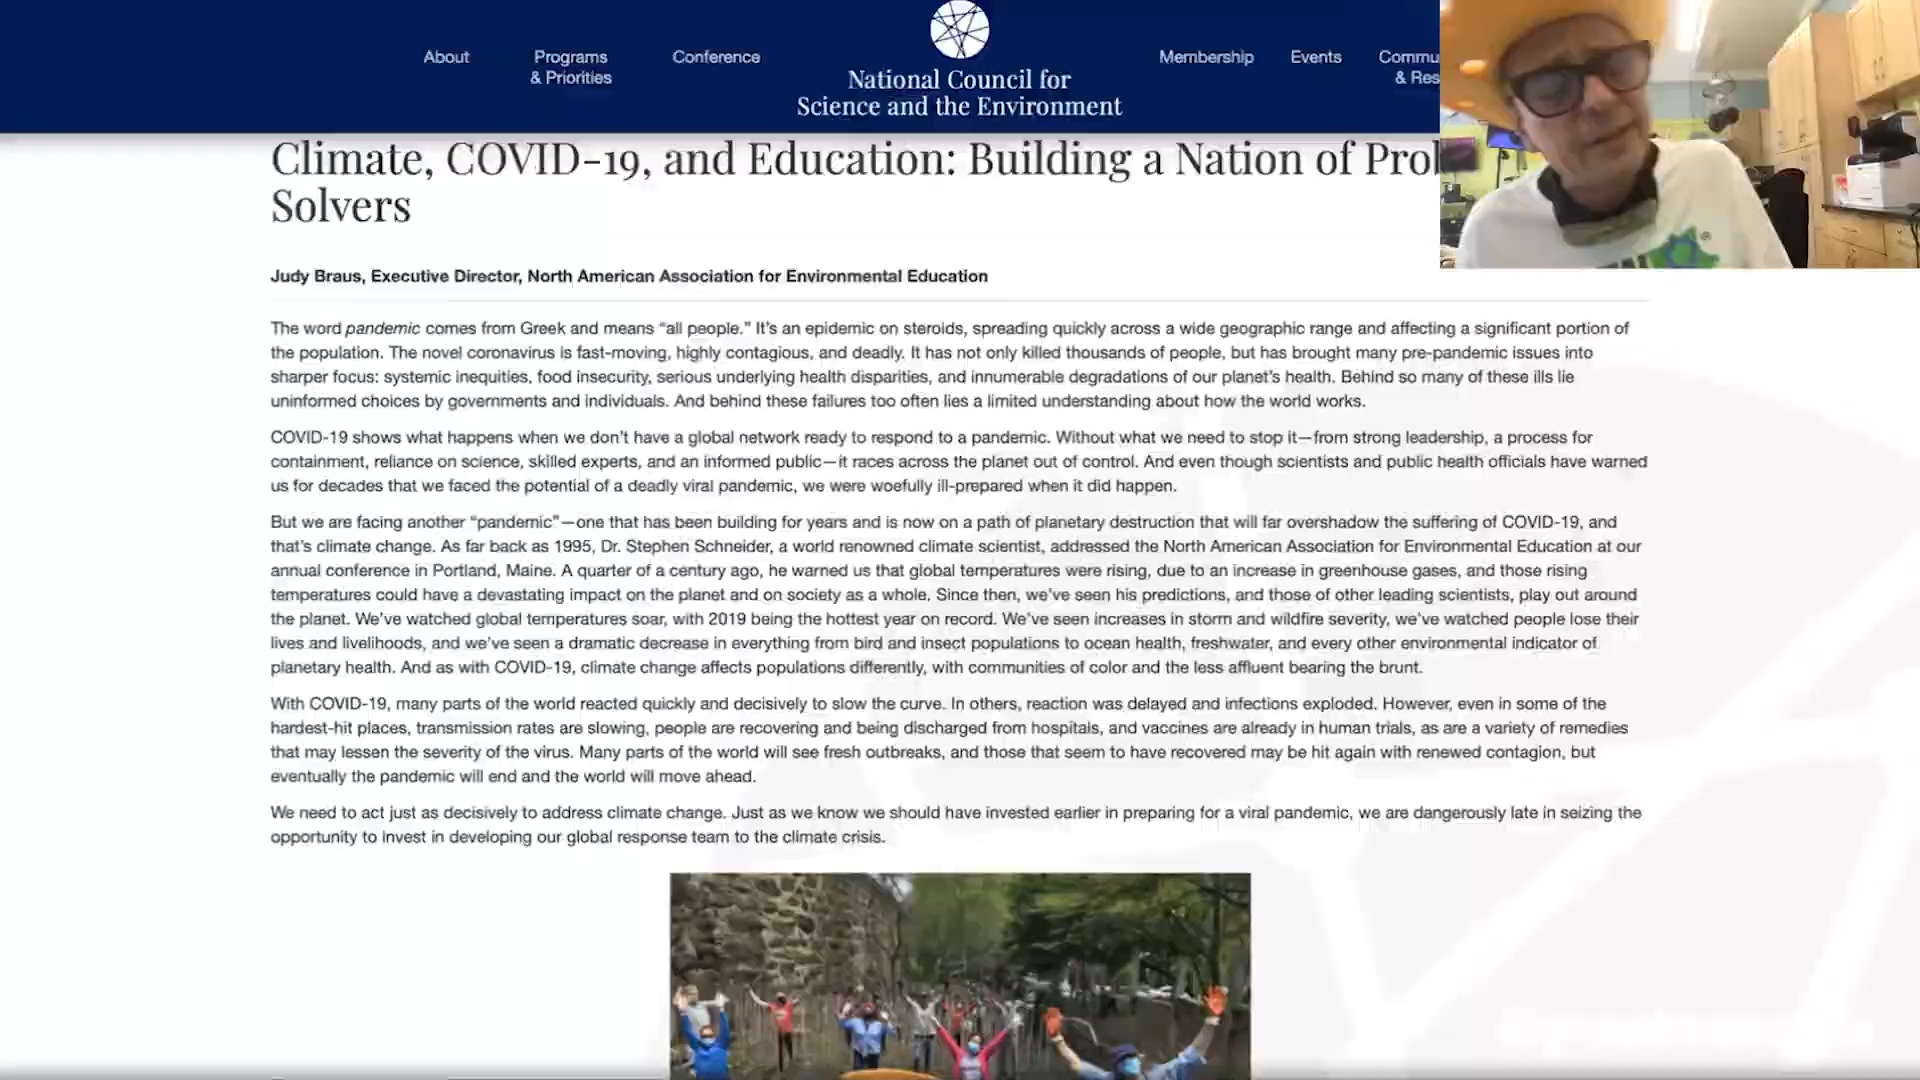 About
Programs
& Priorities
Conference
National Council for
Science and the Environment
Membership
Events
Commu
& Res
Climate, COVID-19, and Education: Building a Nation of Prob
Solvers
Judy Braus, Executive Director, North American Association for Environmental Education
The word pandemic comes from Greek and means “all people.” It’s an epidemic on steroids, spreading quickly across a wide geographic range and affecting a significant portion of
the population. The novel coronavirus is fast-moving, highly contagious, and deadly. It has not only killed thousands of people, but has brought many pre-pandemic issues into
sharper focus: systemic inequities, food insecurity, serious underlying health disparities, and innumerable degradations of our planet’s health. Behind so many of these ills lie
uninformed choices by governments and individuals. And behind these failures too often lies a limited understanding about how the world works.
COVID-19 shows what happens when we don’t have a global network ready to respond to a pandemic. Without what we need to stop it—from strong leadership, a process for
containment, reliance on science, skilled experts, and an informed public—it races across the planet out of control. And even though scientists and public health officials have warned
us for decades that we faced the potential of a deadly viral pandemic, we were woefully ill-prepared when it did happen.
But we are facing another “pandemic”—one that has been building for years and is now on a path of planetary destruction that will far overshadow the suffering of COVID-19, and
that’s climate change. As far back as 1995, Dr. Stephen Schneider, a world renowned climate scientist, addressed the North American Association for Environmental Education at our
annual conference in Portland, Maine. A quarter of a century ago, he warned us that global temperatures were rising, due to an increase in greenhouse gases, and those rising
temperatures could have a devastating impact on the planet and on society as a whole. Since then, we’ve seen his predictions, and those of other leading scientists, play out around
the planet. We’ve watched global temperatures soar, with 2019 being the hottest year on record. We’ve seen increases in storm and wildfire severity, we’ve watched people lose their
lives and livelihoods, and we’ve seen a dramatic decrease in everything from bird and insect populations to ocean health, freshwater, and every other environmental indicator of
planetary health. And as with COVID-19, climate change affects populations differently, with communities of color and the less affluent bearing the brunt.
With COVID-19, many parts of the world reacted quickly and decisively to slow the curve. In others, reaction was delayed and infections exploded. However, even in some of the
hardest-hit places, transmission rates are slowing, people are recovering and being discharged from hospitals, and vaccines are already in human trials, as are a variety of remedies
that may lessen the severity of the virus. Many parts of the world will see fresh outbreaks, and those that seem to have recovered may be hit again with renewed contagion, but
eventually the pandemic will end and the world will move ahead.
We need to act just as decisively to address climate change. Just as we know we should have invested earlier in preparing for a viral pandemic, we are dangerously late in seizing the
opportunity to invest in developing our global response team to the climate crisis.